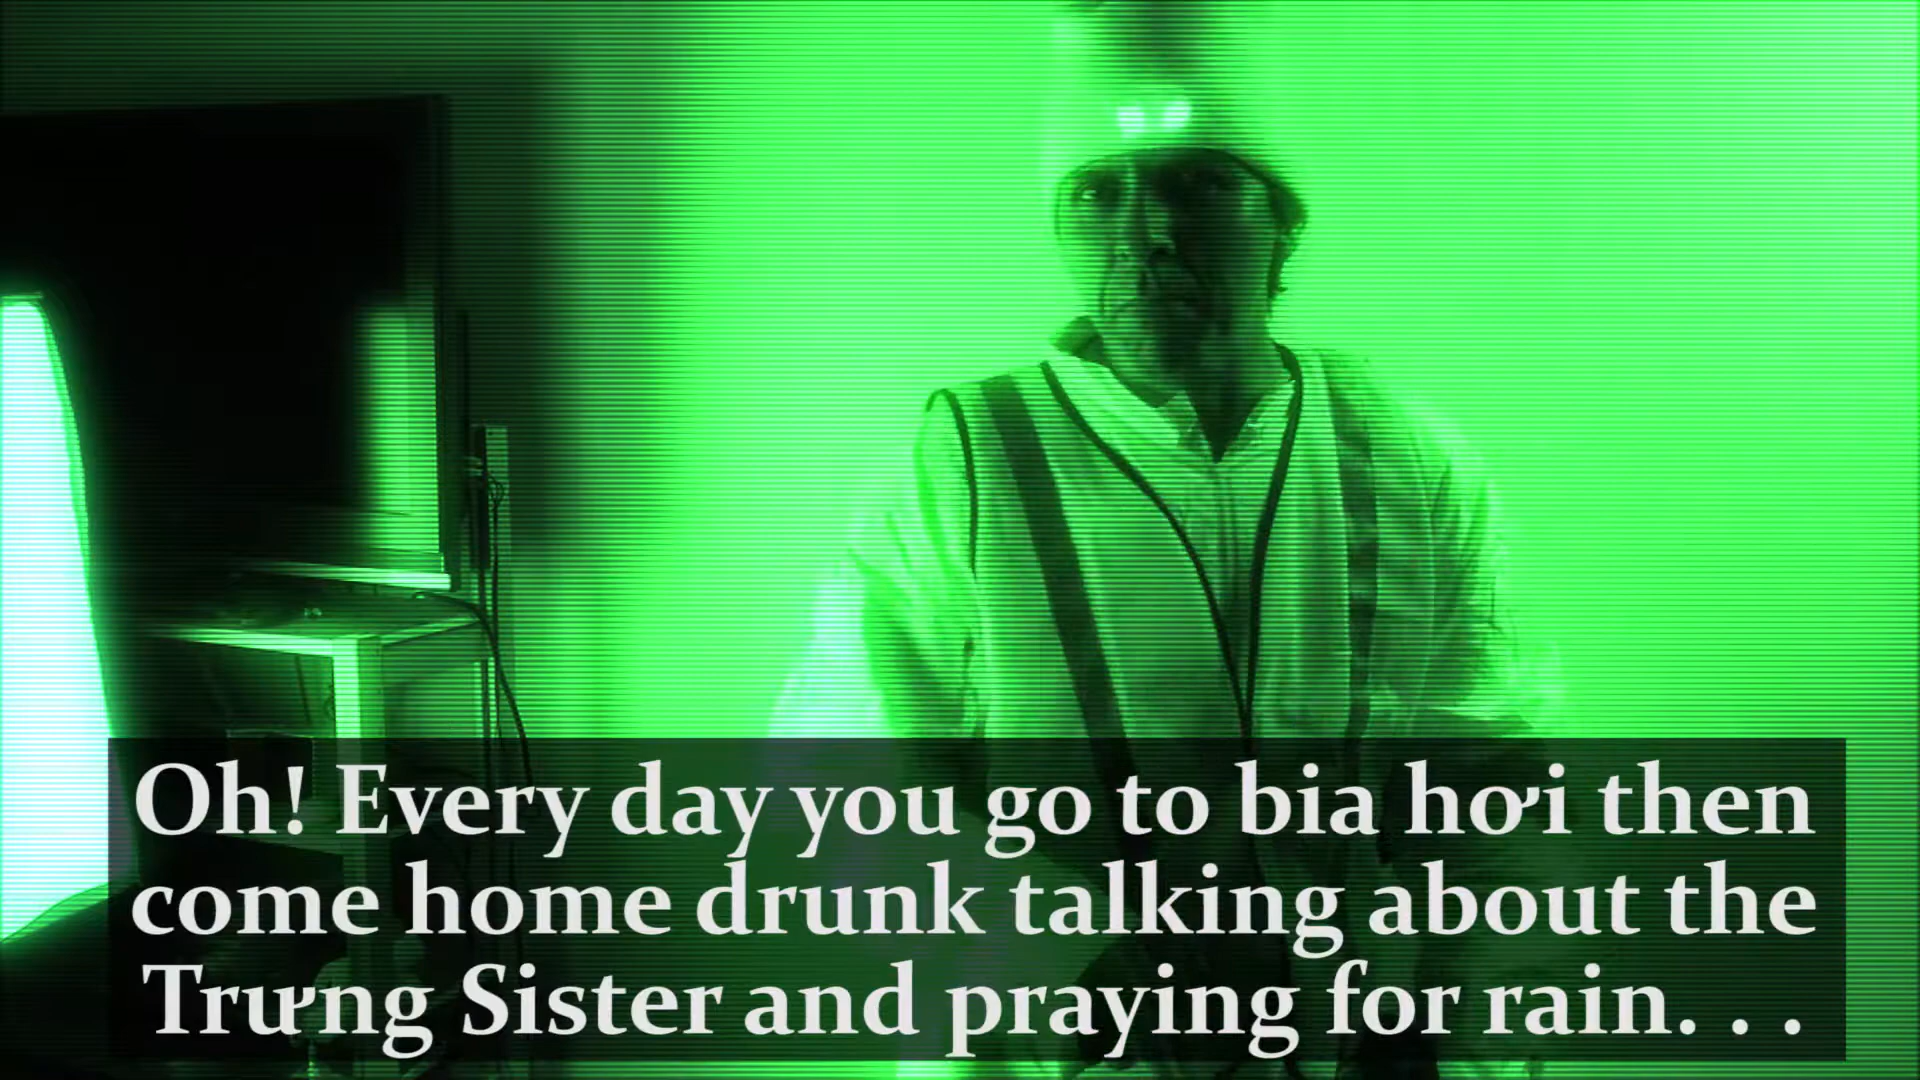 Oh! Every day you go to bia hơi then
come home drunk talking about the
Trưng Sister and praying for rain. . .